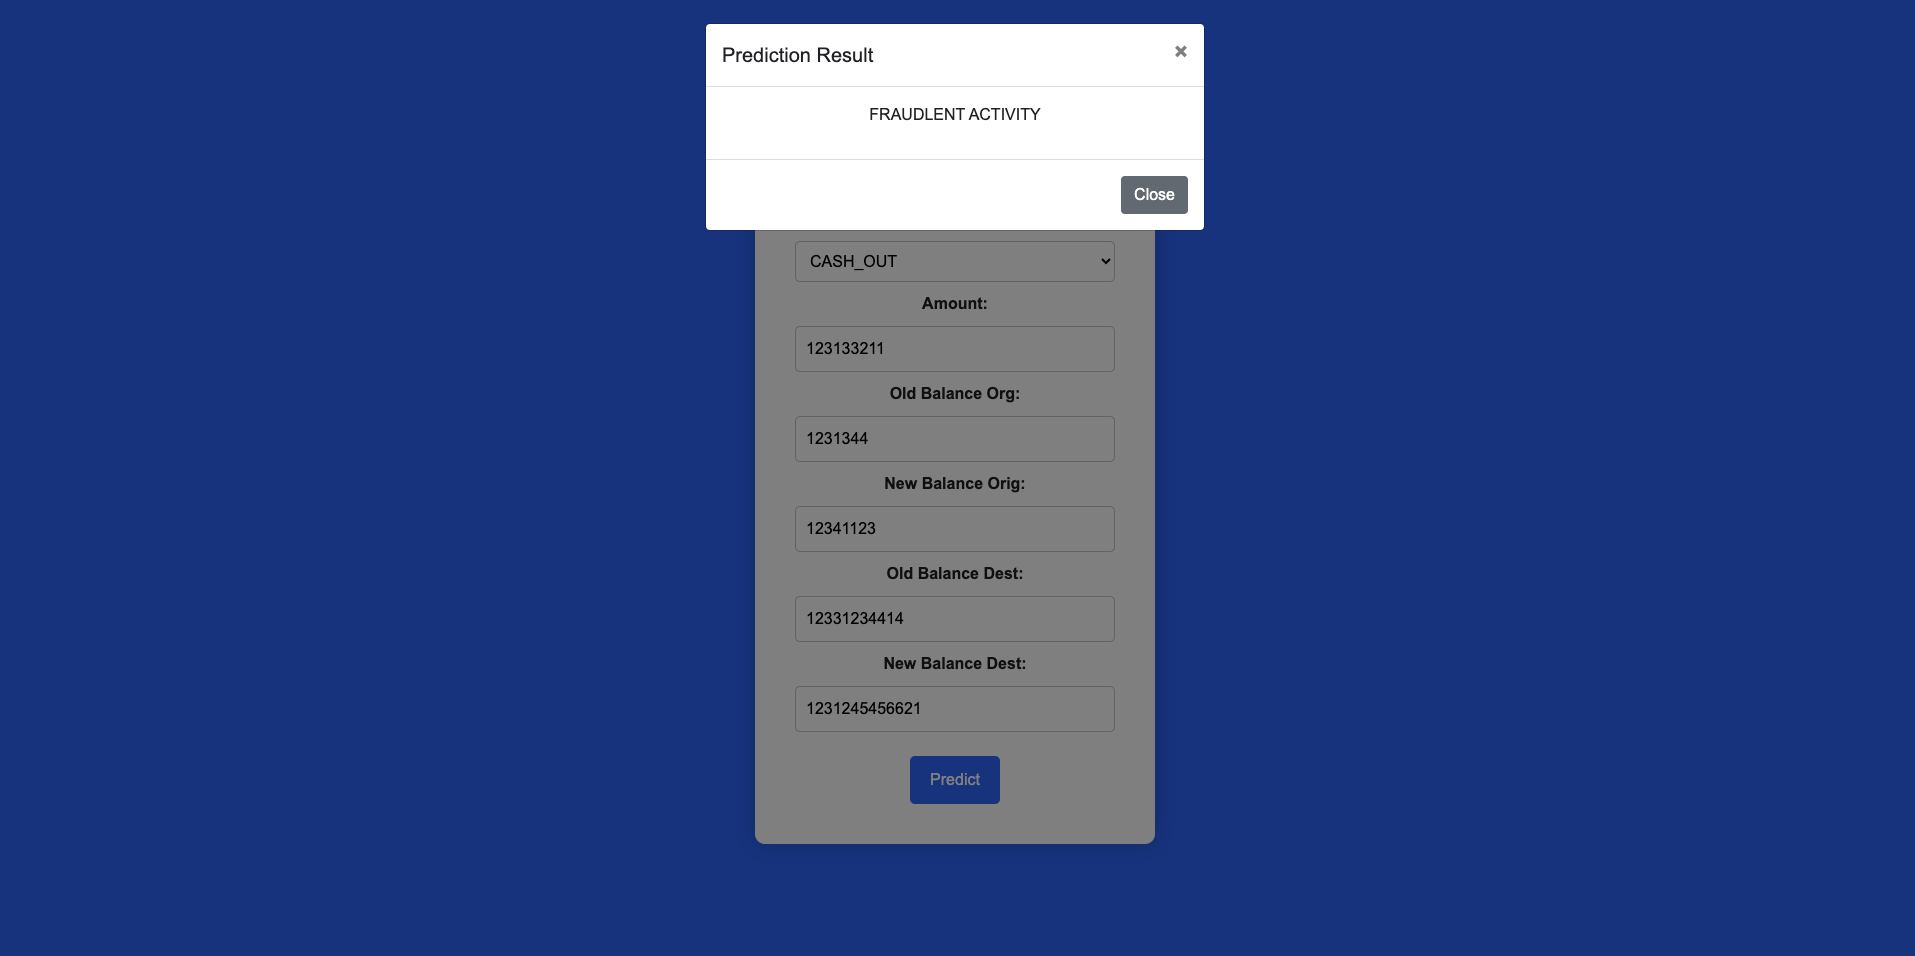 Prediction Result
×
FRAUDLENT ACTIVITY
Close
CASH_OUT
Amount:
123133211
Old Balance Org:
1231344
New Balance Orig:
12341123
Old Balance Dest:
12331234414
New Balance Dest:
1231245456621
Predict